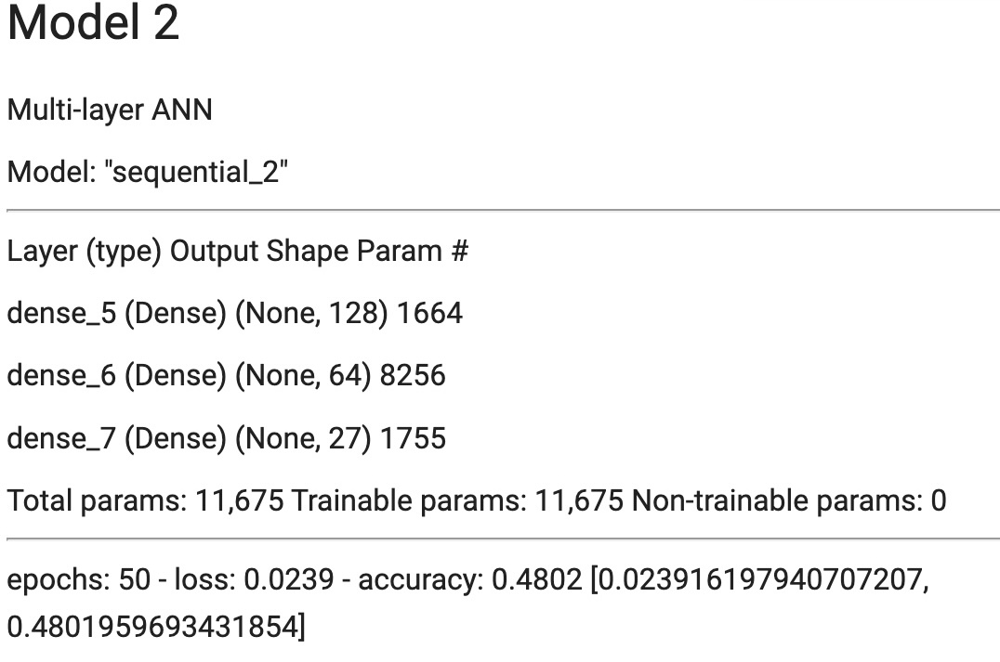 Model 2
Multi-layer ANN
Model: "sequential_2"
Layer (type) Output Shape Param #
dense_5 (Dense) (None, 128) 1664
dense_6 (Dense) (None, 64) 8256
dense_7 (Dense) (None, 27) 1755
Total params: 11,675 Trainable params: 11,675 Non-trainable params: 0
epochs: 50 - loss: 0.0239 - accuracy: 0.4802 [0.023916197940707207,
0.4801959693431854]